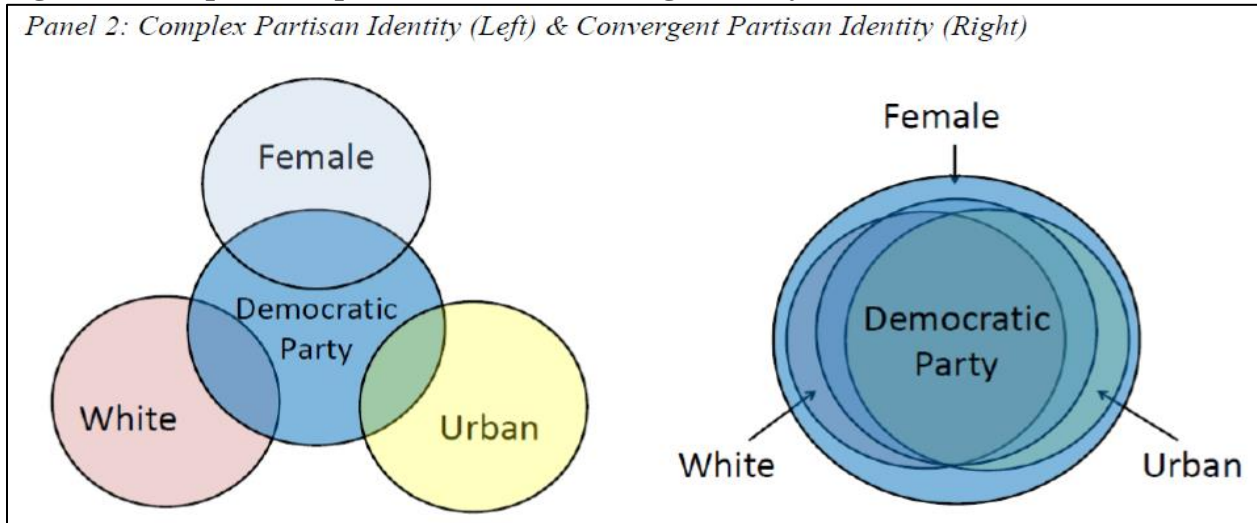 Panel 2: Complex Partisan Identity (Left) & Convergent Partisan Identity (Right)
Female
Democratic
Party
White
Urban
Female
Democratic
Party
White
Urban